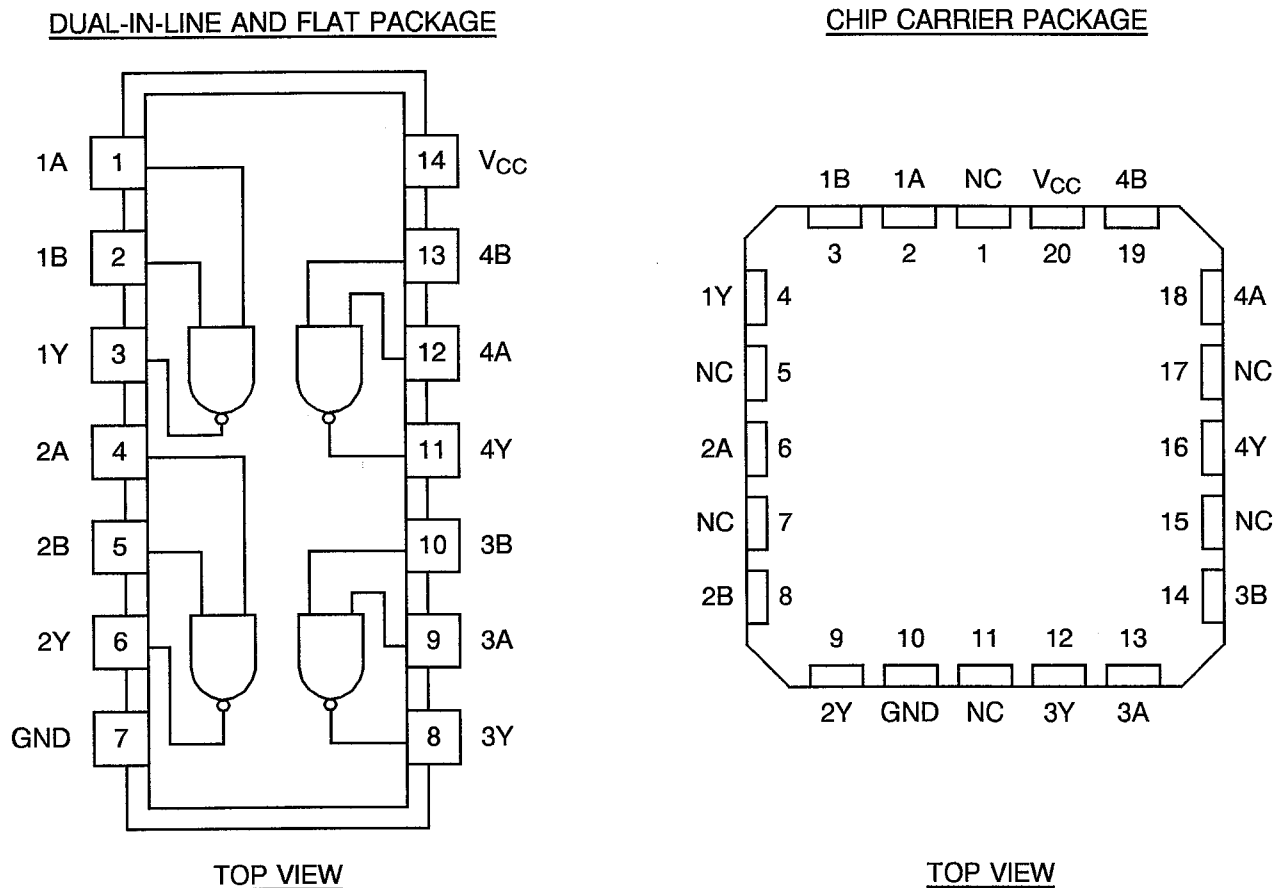 DUAL-IN-LINE AND FLAT PACKAGE
1A 1 14 VCC
1B 2 13 4B
1Y 3 12 4A
2A 4 11 4Y
2B 5 10 3B
2Y 6 9 3A
GND 7 8 3Y
TOP VIEW
CHIP CARRIER PACKAGE
1B 1A NC VCC 4B
3 2 1 20 19
1Y 4 18 4A
NC 5 17 NC
2A 6 16 4Y
NC 7 15 NC
2B 8 14 3B
9 10 11 12 13
2Y GND NC 3Y 3A
TOP VIEW